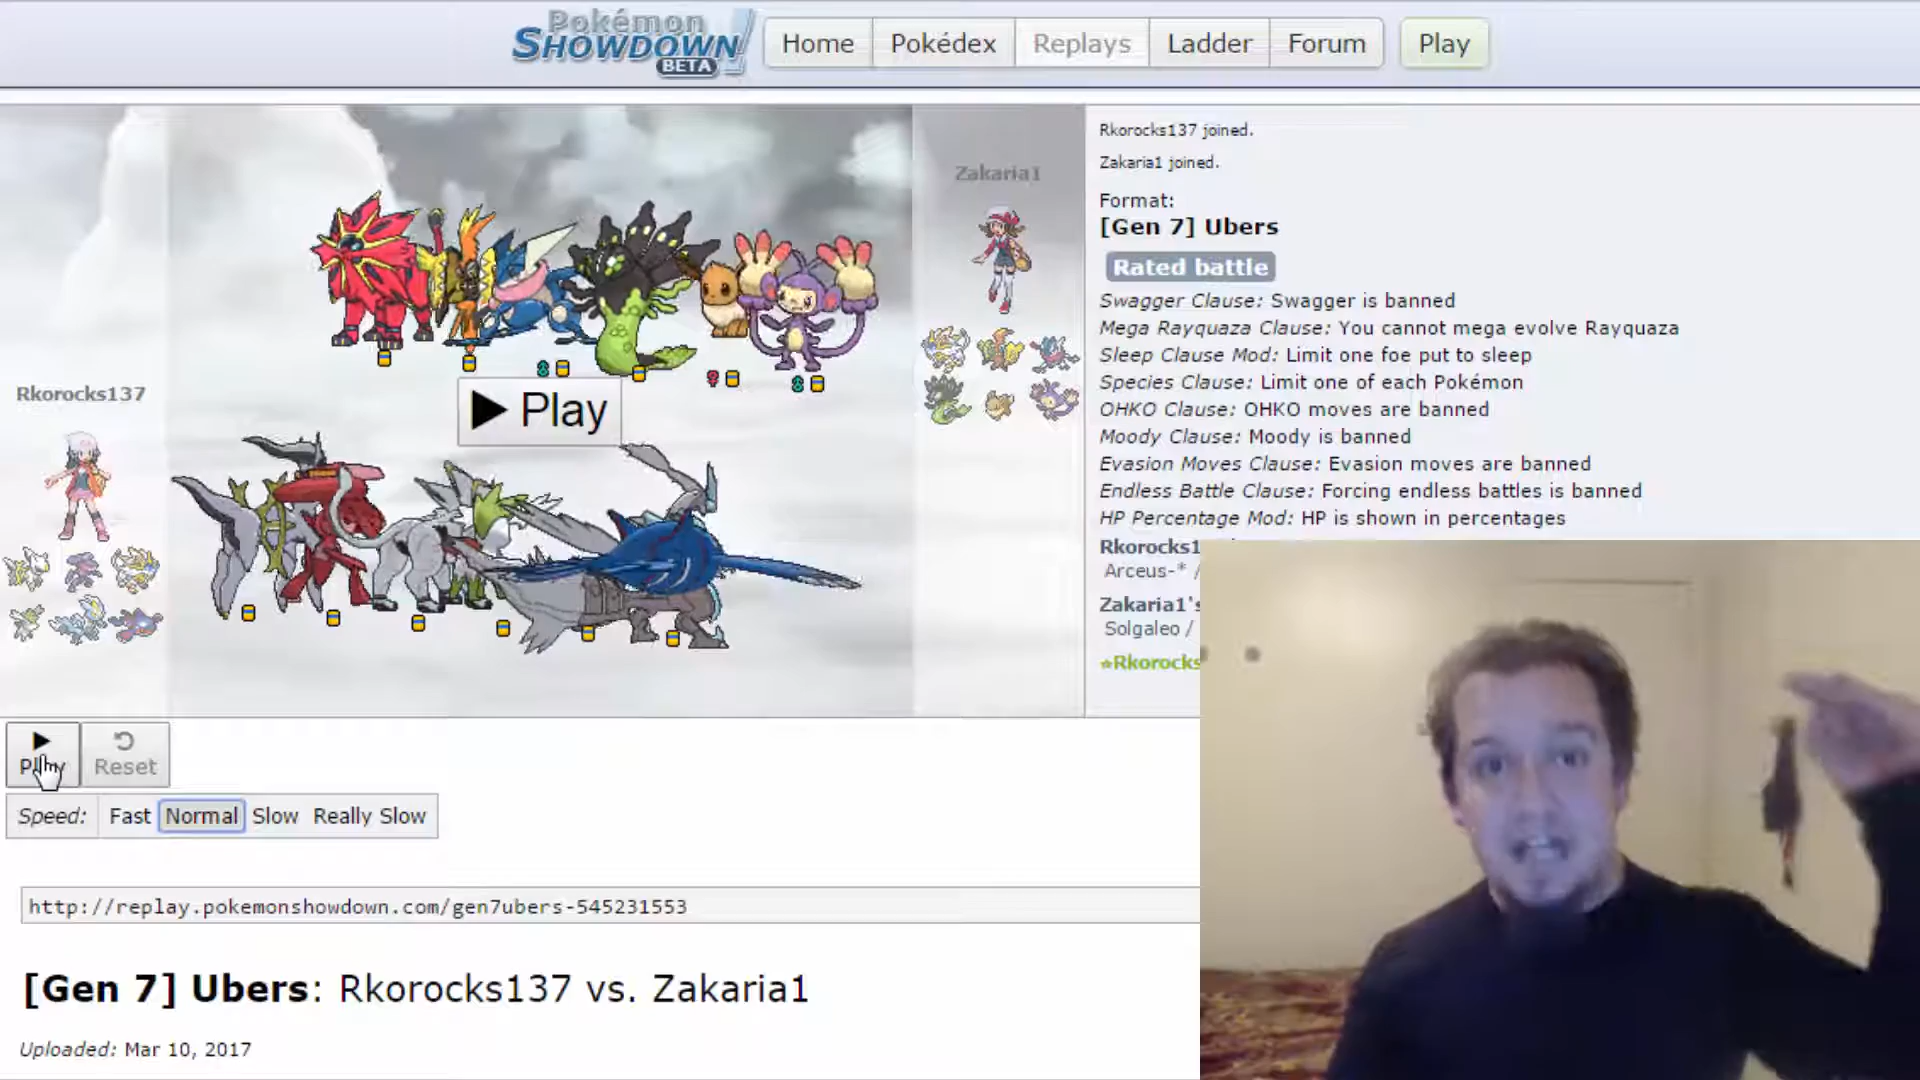 Pokémon
SHOWDOWN!
BETA
Home
Pokédex
Replays
Ladder
Forum
Play
Rkorocks137
Zakaria1
Play
Rkorocks137 joined.
Zakaria1 joined.
Format:
[Gen 7] Ubers
Rated battle
Swagger Clause: Swagger is banned
Mega Rayquaza Clause: You cannot mega evolve Rayquaza
Sleep Clause Mod: Limit one foe put to sleep
Species Clause: Limit one of each Pokémon
OHKO Clause: OHKO moves are banned
Moody Clause: Moody is banned
Evasion Moves Clause: Evasion moves are banned
Endless Battle Clause: Forcing endless battles is banned
HP Percentage Mod: HP is shown in percentages
Rkorocks1
Arceus-* /
Zakaria1's
Solgaleo /
☆Rkorocks
Play
Reset
Speed: Fast Normal Slow Really Slow
http://replay.pokemonshowdown.com/gen7ubers-545231553
[Gen 7] Ubers: Rkorocks137 vs. Zakaria1
Uploaded: Mar 10, 2017